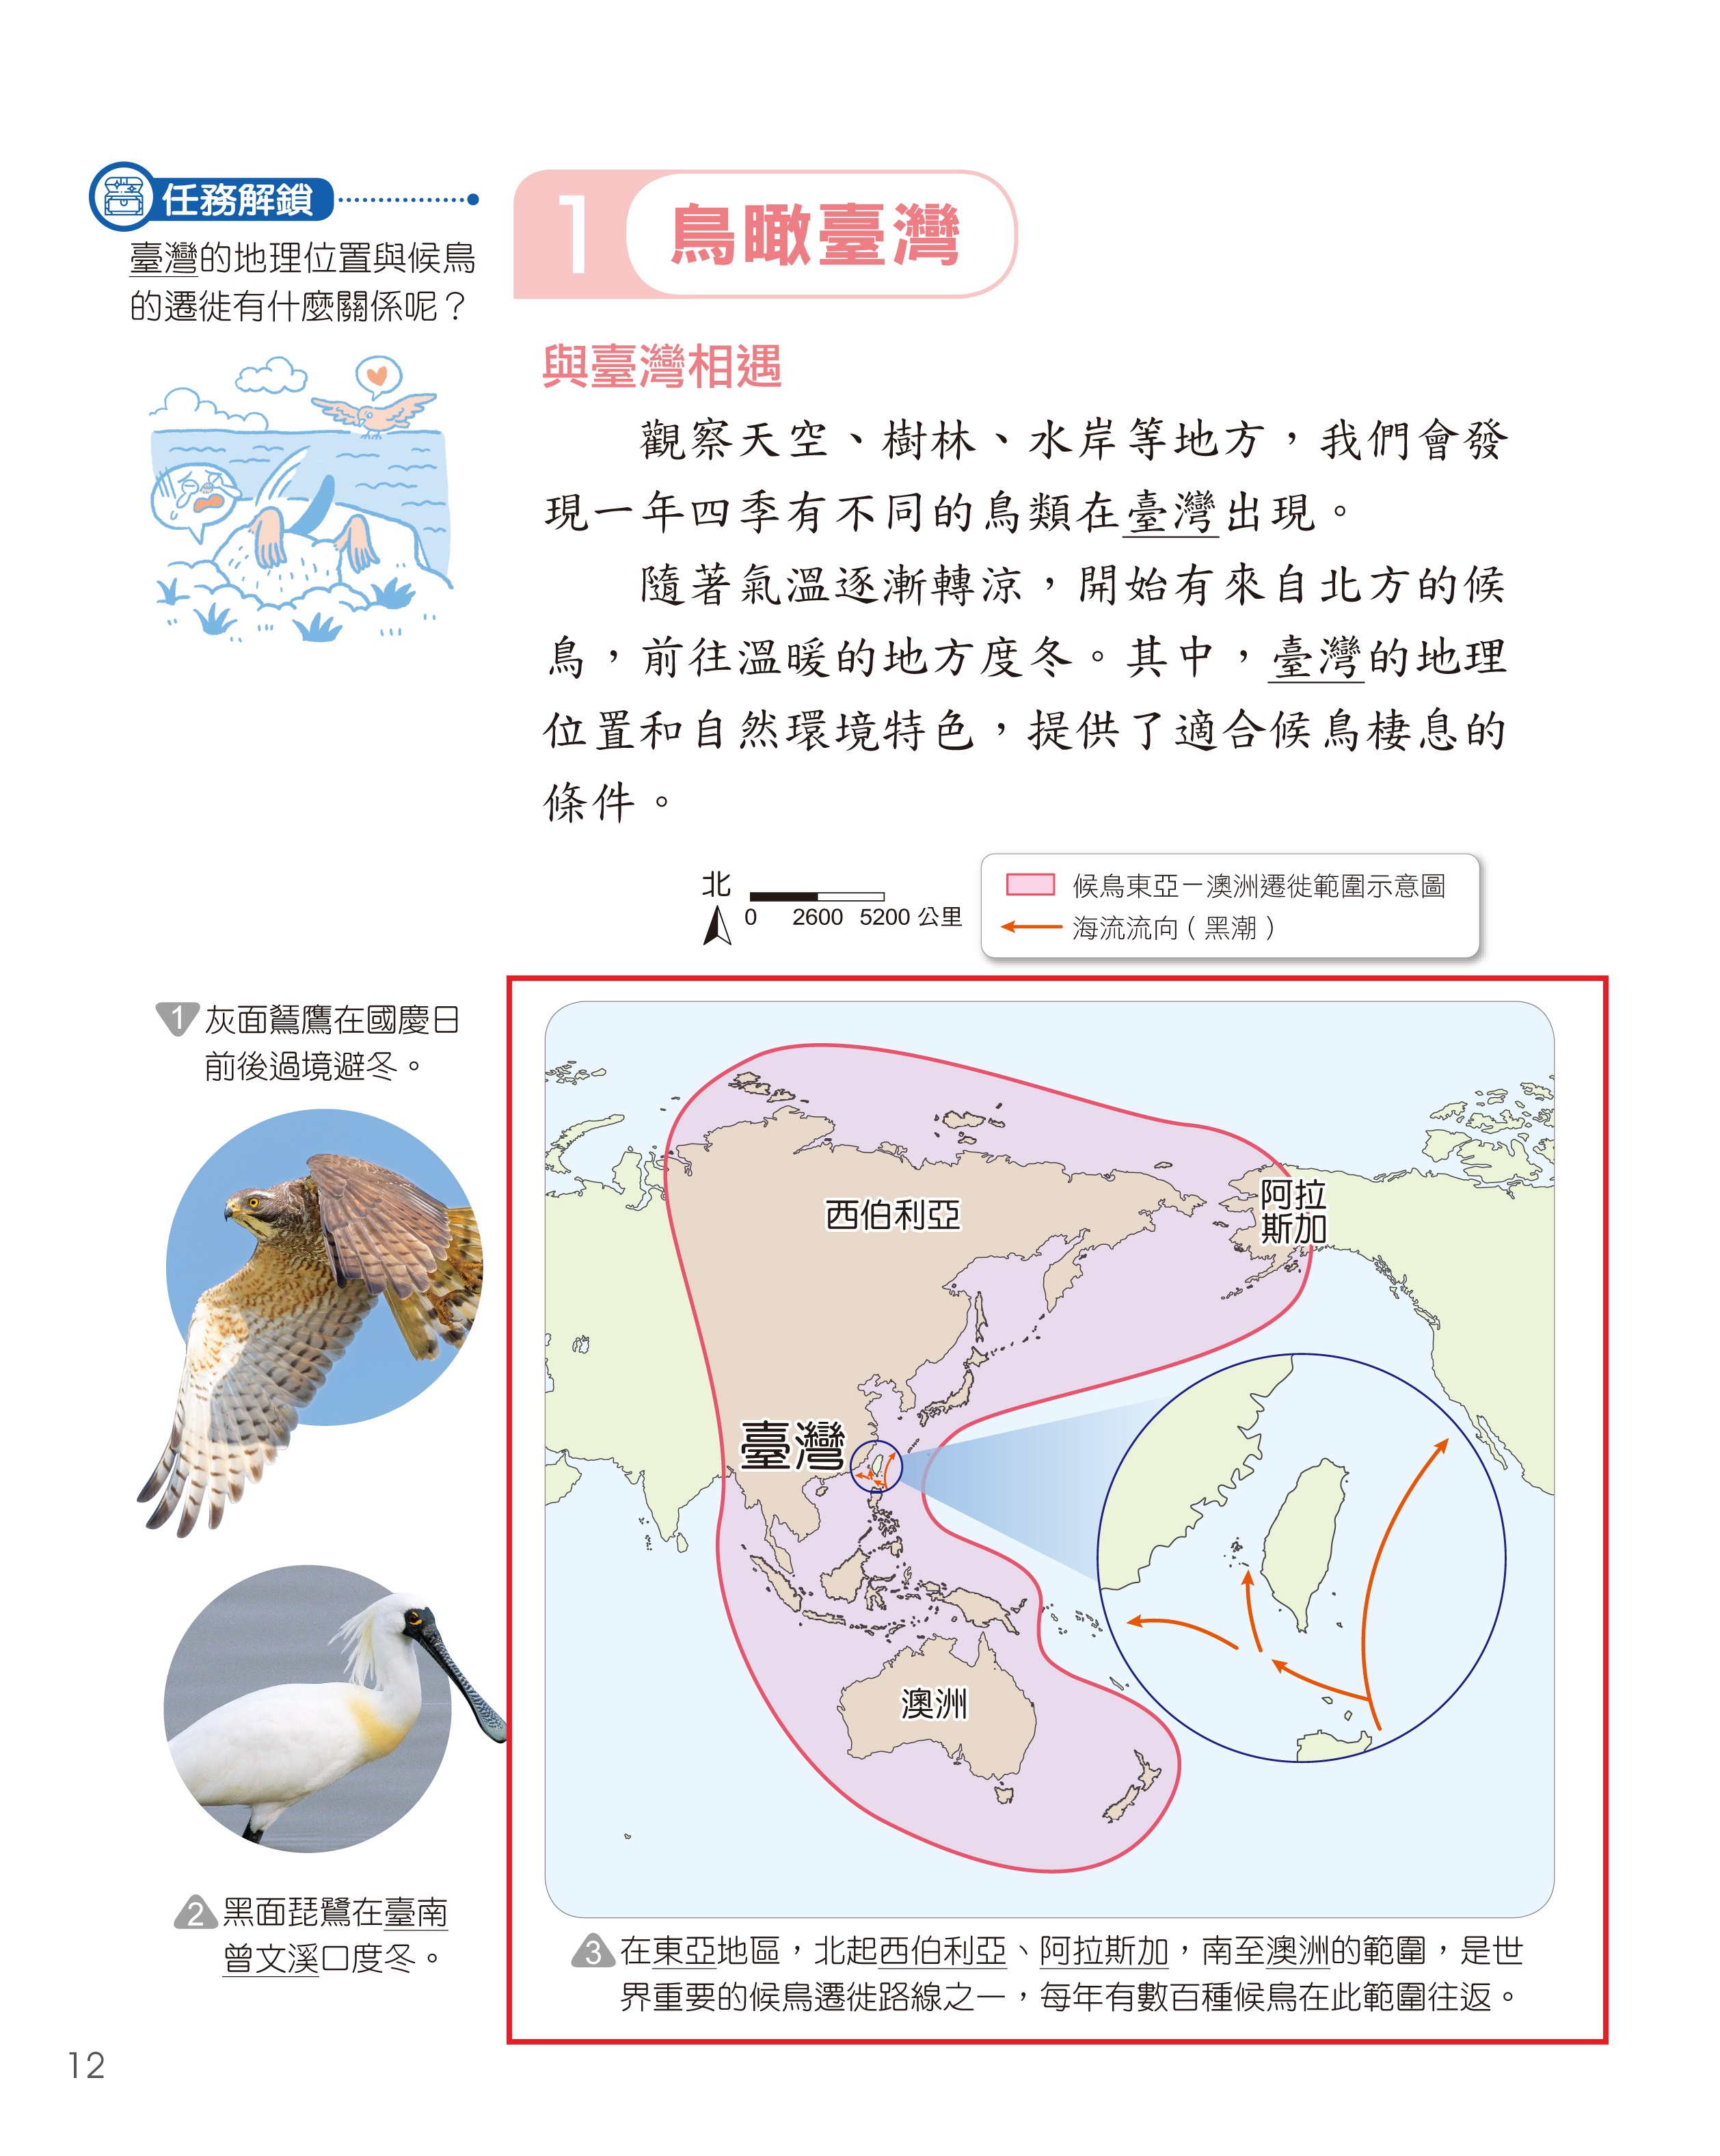 任務解鎖
臺灣的地理位置與候鳥
的遷徙有什麼關係呢？
1 鳥瞰臺灣
與臺灣相遇
觀察天空、樹林、水岸等地方，我們會發
現一年四季有不同的鳥類在臺灣出現。
隨著氣溫逐漸轉涼，開始有來自北方的候
鳥，前往溫暖的地方度冬。其中，臺灣的地理
位置和自然環境特色，提供了適合候鳥棲息的
條件。
北
0 2600 5200 公里
候鳥東亞－澳洲遷徙範圍示意圖
海流流向（黑潮）
1 灰面鵟鷹在國慶日
前後過境避冬。
2 黑面琵鷺在臺南
曾文溪口度冬。
西伯利亞
阿拉
斯加
臺灣
澳洲
3 在東亞地區，北起西伯利亞、阿拉斯加，南至澳洲的範圍，是世
界重要的候鳥遷徙路線之一，每年有數百種候鳥在此範圍往返。
12